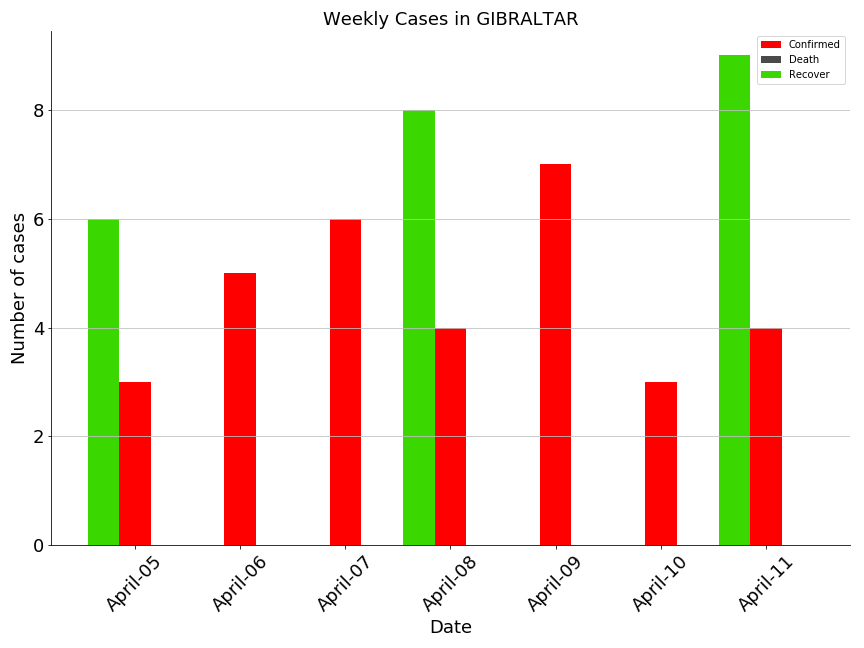 Weekly Cases in GIBRALTAR
Confirmed
Death
Recover
Number of cases
8
6
4
2
0
April-05
April-06
April-07
April-08
April-09
April-10
April-11
Date